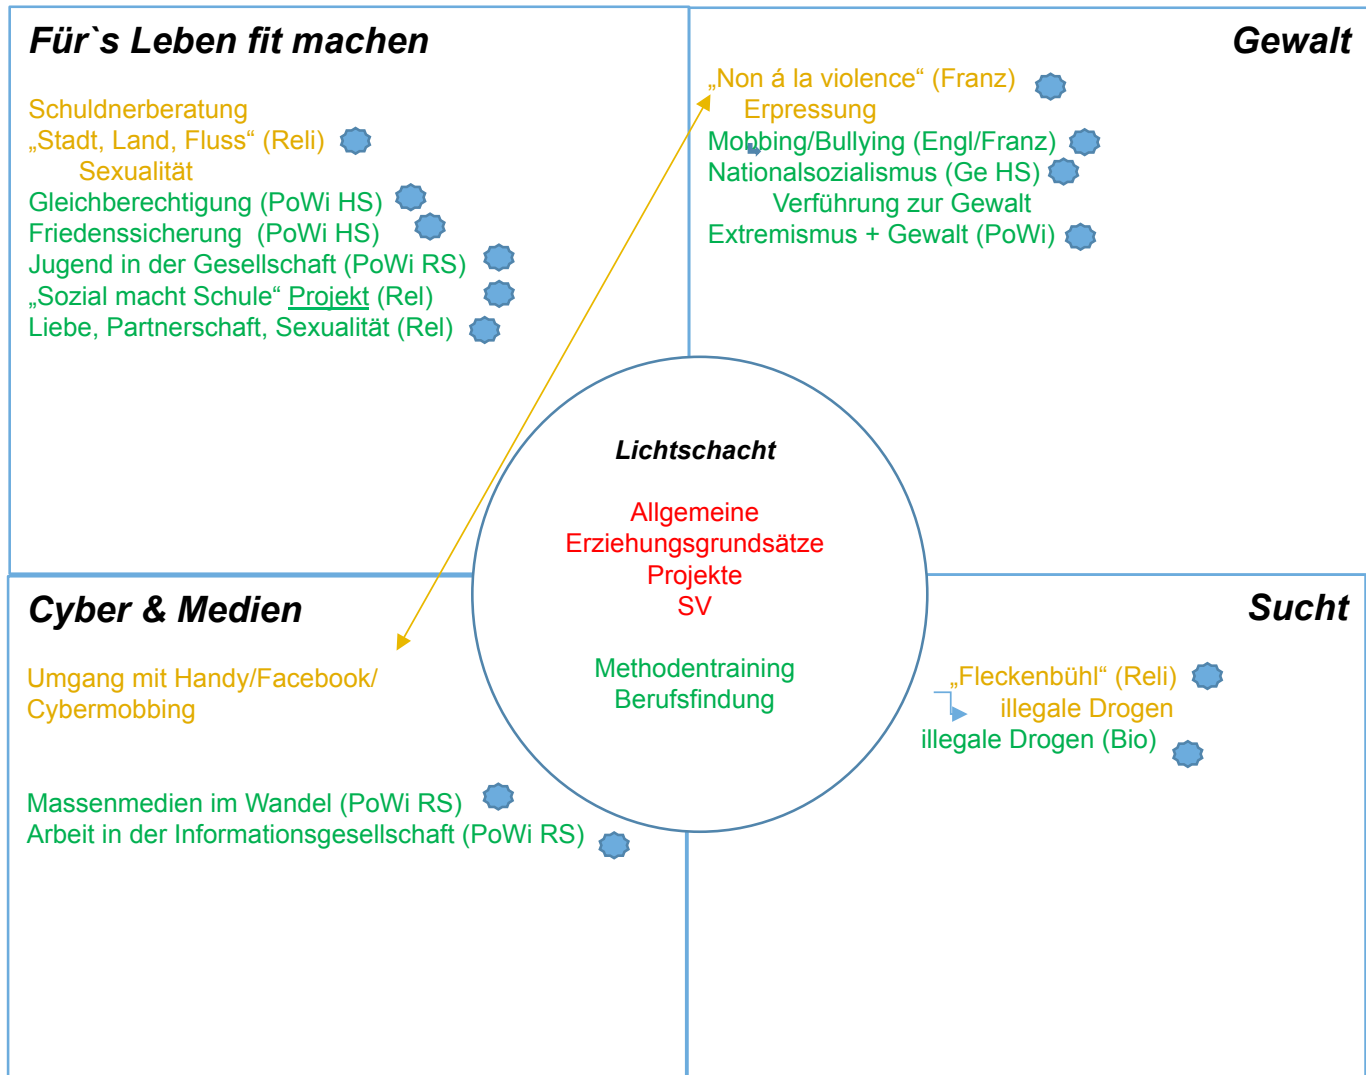 Für`s Leben fit machen
Schuldnerberatung
„Stadt, Land, Fluss“ (Reli)
Sexualität
Gleichberechtigung (PoWi HS)
Friedenssicherung  (PoWi HS)
Jugend in der Gesellschaft (PoWi RS)
„Sozial macht Schule“ Projekt (Rel)
Liebe, Partnerschaft, Sexualität (Rel)
Gewalt
„Non á la violence“ (Franz)
Erpressung
Mobbing/Bullying (Engl/Franz)
Nationalsozialismus (Ge HS)
Verführung zur Gewalt
Extremismus + Gewalt (PoWi)
Lichtschacht
Allgemeine
Erziehungsgrundsätze
Projekte
SV
Methodentraining
Berufsfindung
Cyber & Medien
Umgang mit Handy/Facebook/
Cybermobbing
Massenmedien im Wandel (PoWi RS)
Arbeit in der Informationsgesellschaft (PoWi RS)
Sucht
„Fleckenbühl“ (Reli)
illegale Drogen
illegale Drogen (Bio)